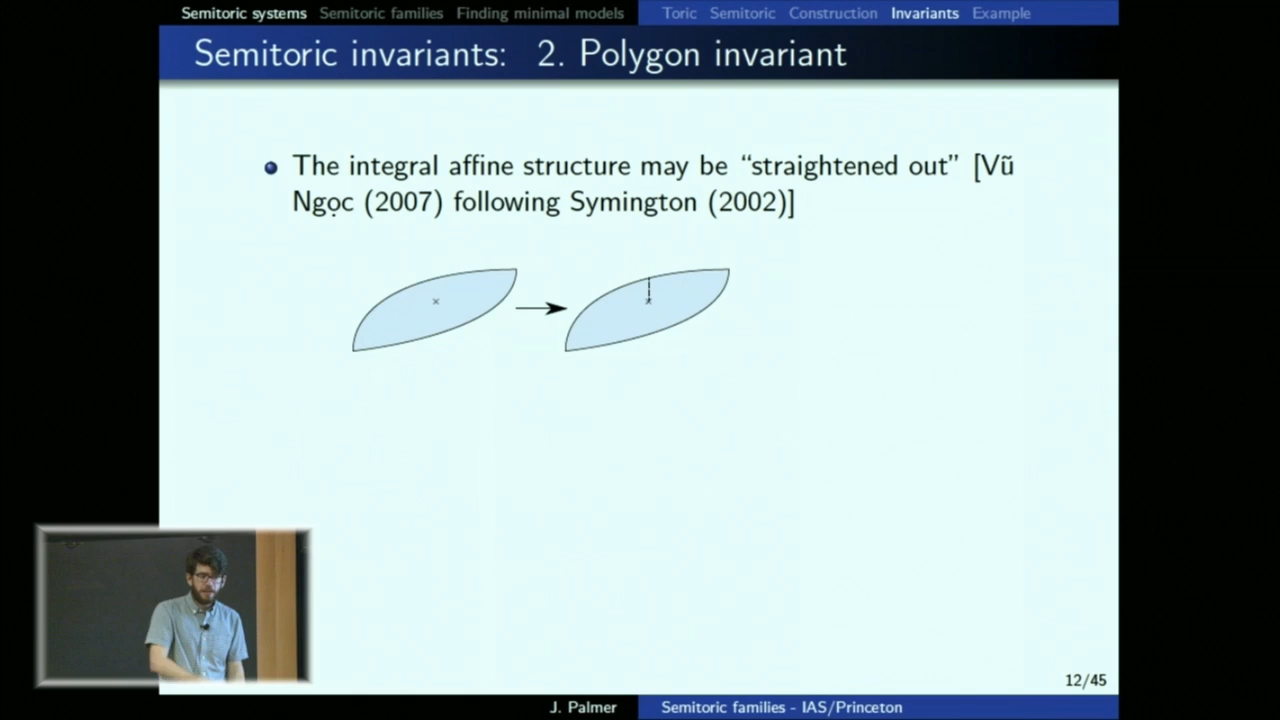 Semitoric systems Semitoric families Finding minimal models Toric Semitoric Construction Invariants Example
Semitoric invariants: 2. Polygon invariant
The integral affine structure may be “straightened out” [Vũ
Ngọc (2007) following Symington (2002)]
12/45
J. Palmer Semitoric families - IAS/Princeton